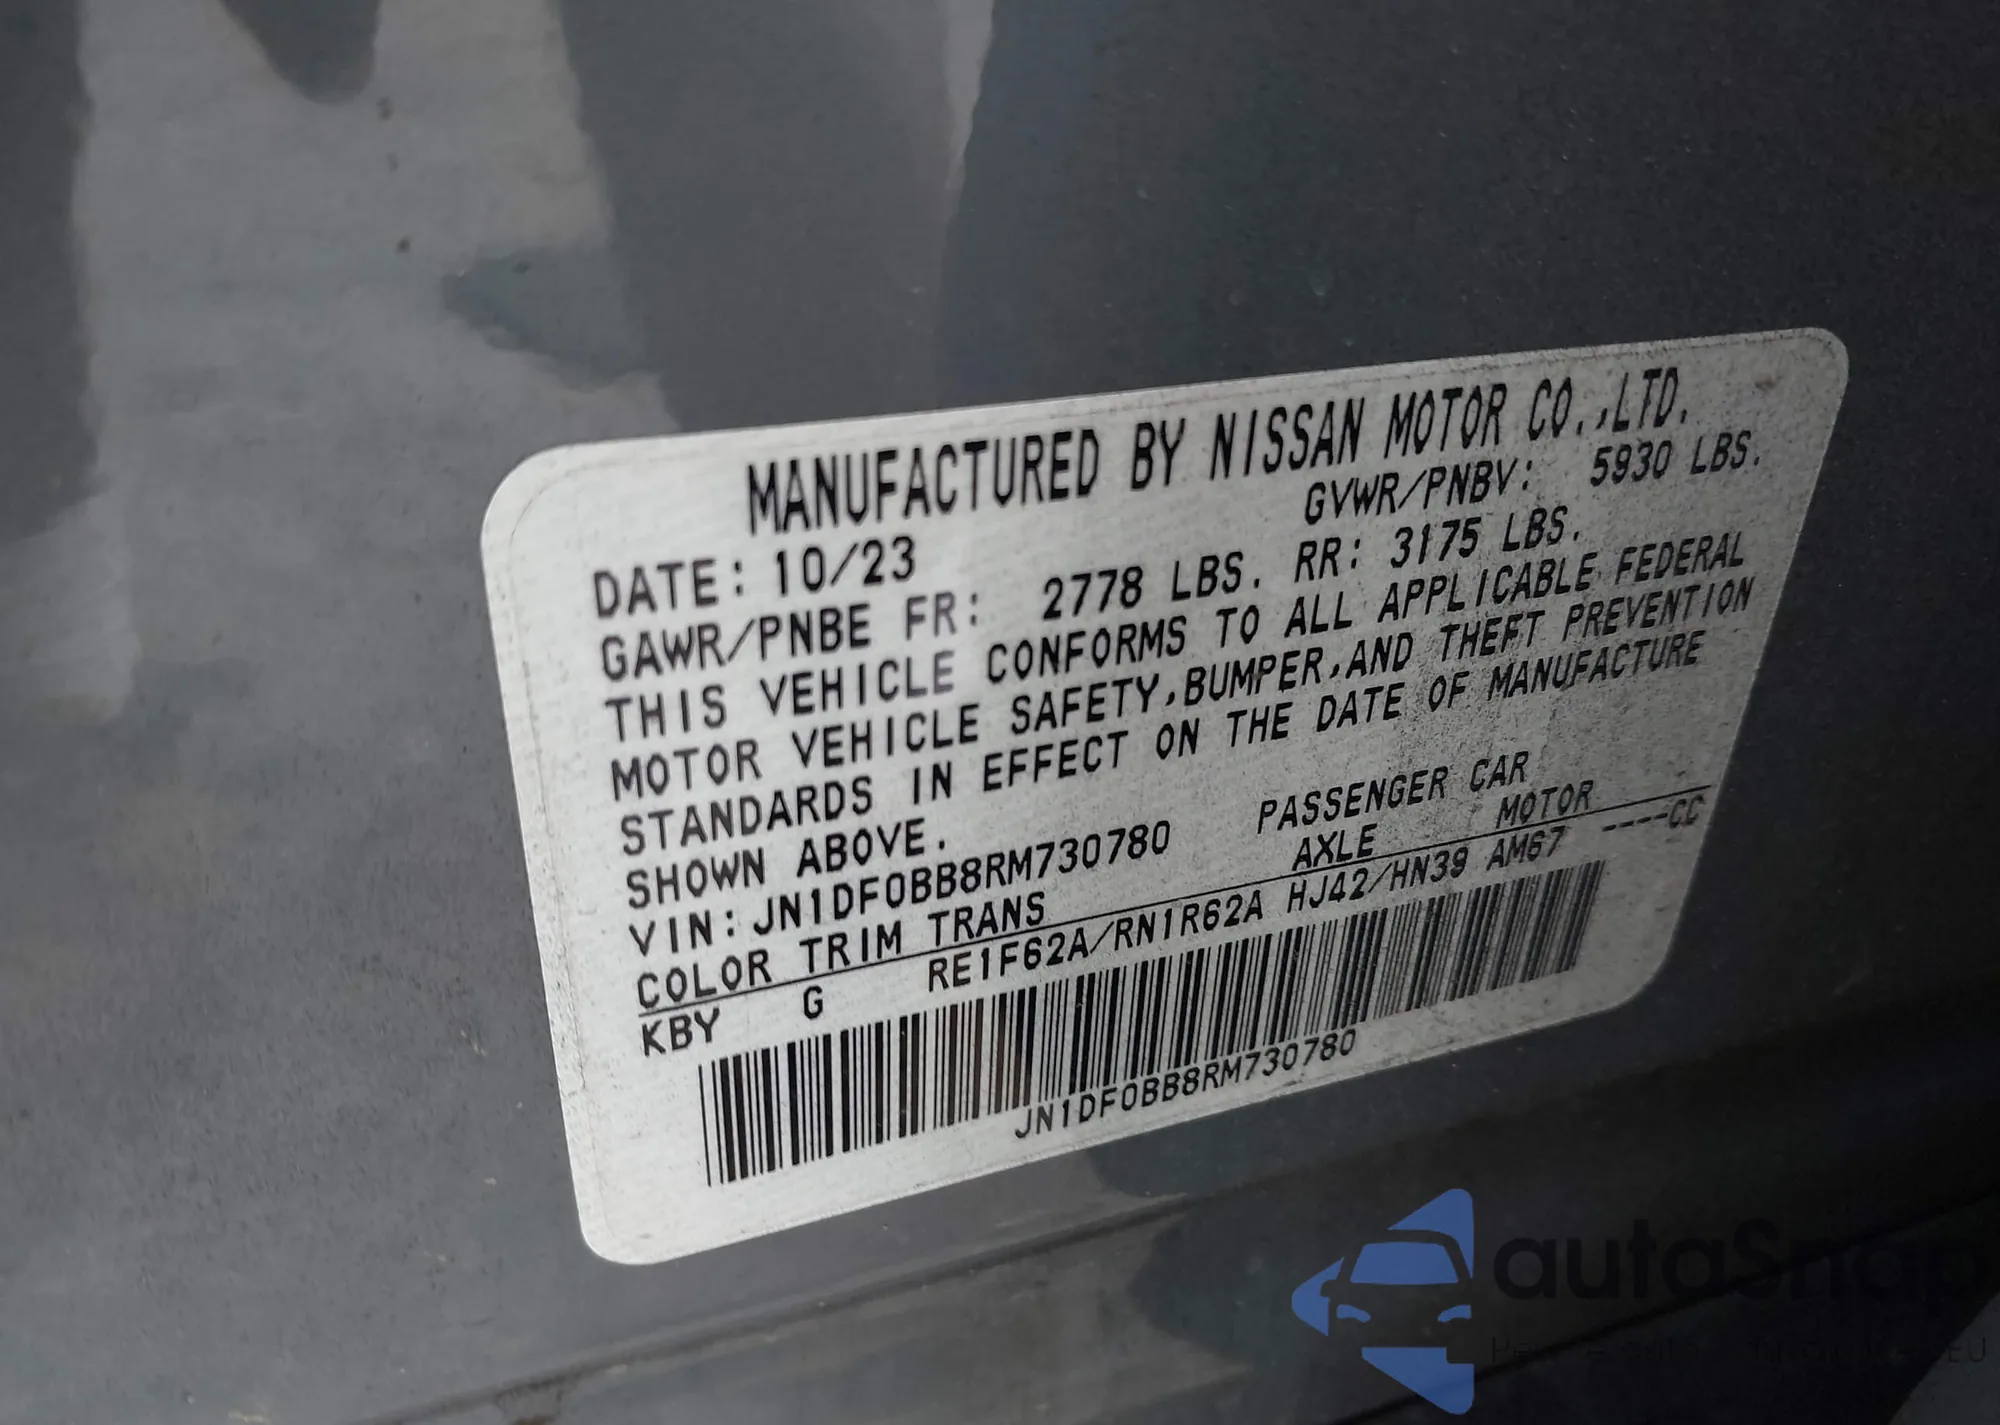 MANUFACTURED BY NISSAN MOTOR CO.,LTD.
DATE: 10/23 GVWR/PNBV: 5930 LBS.
GAWR/PNBE FR: 2778 LBS. RR: 3175 LBS.
THIS VEHICLE CONFORMS TO ALL APPLICABLE FEDERAL
MOTOR VEHICLE SAFETY,BUMPER,AND THEFT PREVENTION
STANDARDS IN EFFECT ON THE DATE OF MANUFACTURE
SHOWN ABOVE.
VIN: JN1DF0BB8RM730780 PASSENGER CAR
COLOR TRIM TRANS AXLE MOTOR
KBY G RE1F62A/RN1R62A HJ42/HN39 AM67 ----CC
JN1DF0BB8RM730780
autaSnap